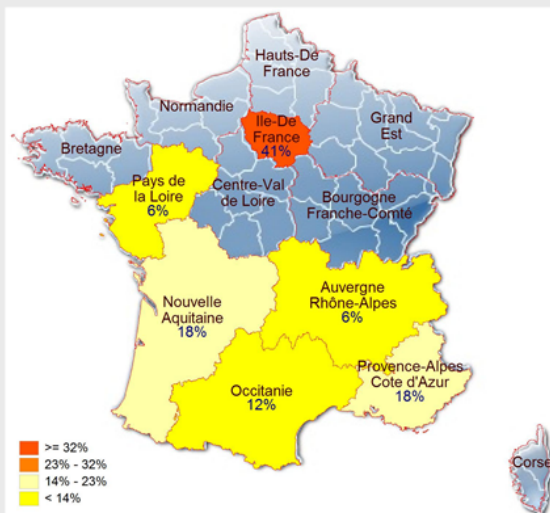 Hauts-De
France
Normandie
Ile-De
France
41%
Grand
Est
Bretagne
Pays de
la Loire
6%
Centre-Val
de Loire
Bourgogne
Franche-Comté
Nouvelle
Aquitaine
18%
Auvergne
Rhône-Alpes
6%
Occitanie
12%
Provence-Alpes
Cote d'Azur
18%
Corse
>= 32%
23% - 32%
14% - 23%
< 14%